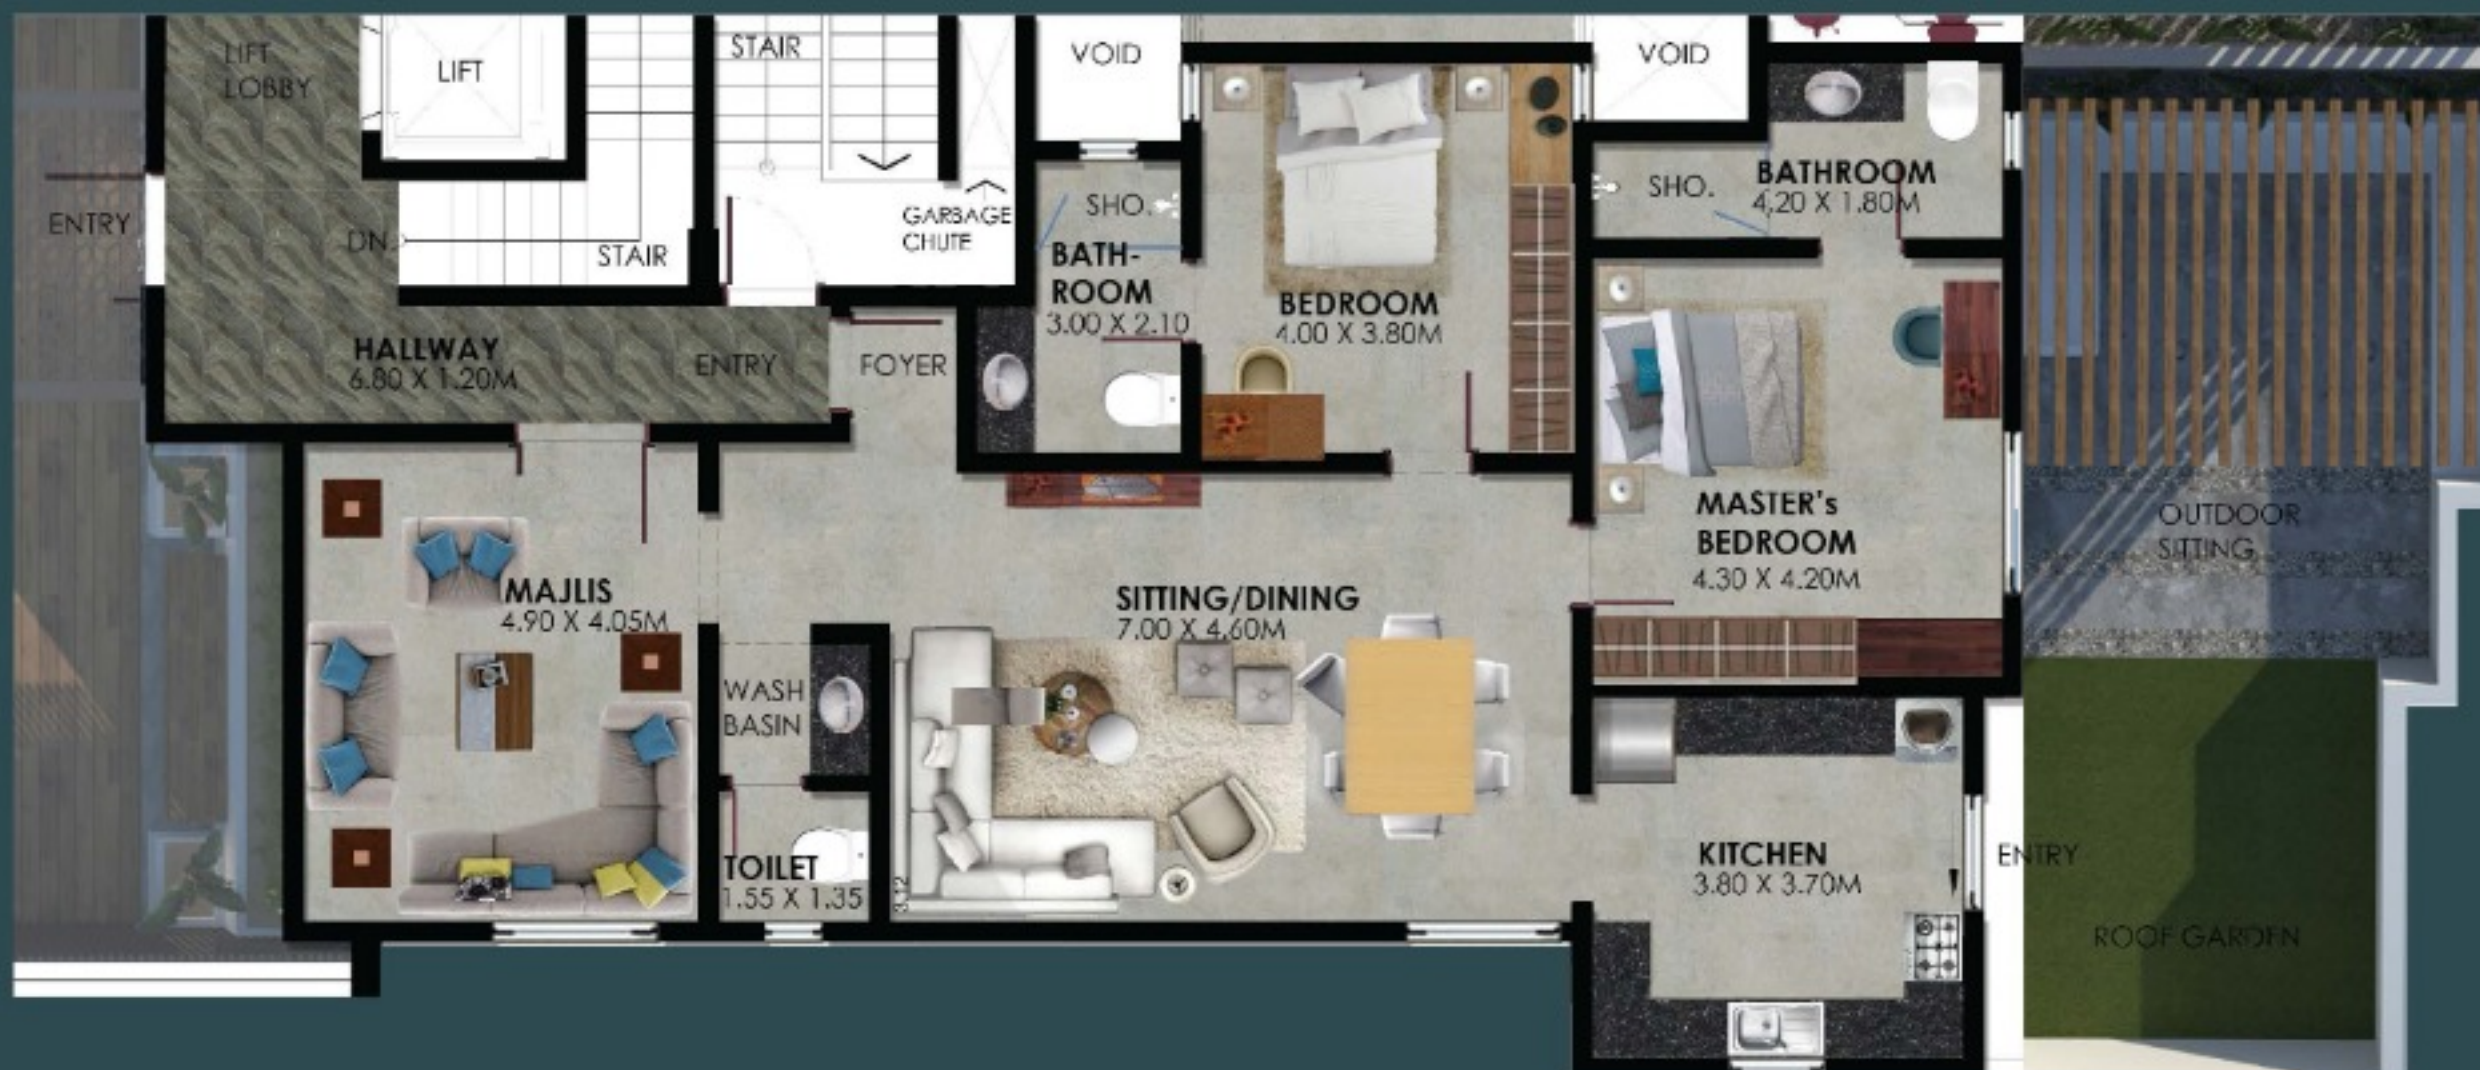 LIFT
LOBBY
LIFT
STAIR
VOID
VOID
ENTRY
DN.
STAIR
GARBAGE
CHUTE
SHO.
BATH-
ROOM
3.00 X 2.10
BEDROOM
4.00 X 3.80M
SHO.
BATHROOM
4.20 X 1.80M
HALLWAY
6.80 X 1.20M
ENTRY
FOYER
MASTER's
BEDROOM
4.30 X 4.20M
OUTDOOR
SITTING
MAJLIS
4.90 X 4.05M
SITTING/DINING
7.00 X 4.60M
WASH
BASIN
TOILET
1.55 X 1.35
3.12
KITCHEN
3.80 X 3.70M
ENTRY
ROOF GARDEN